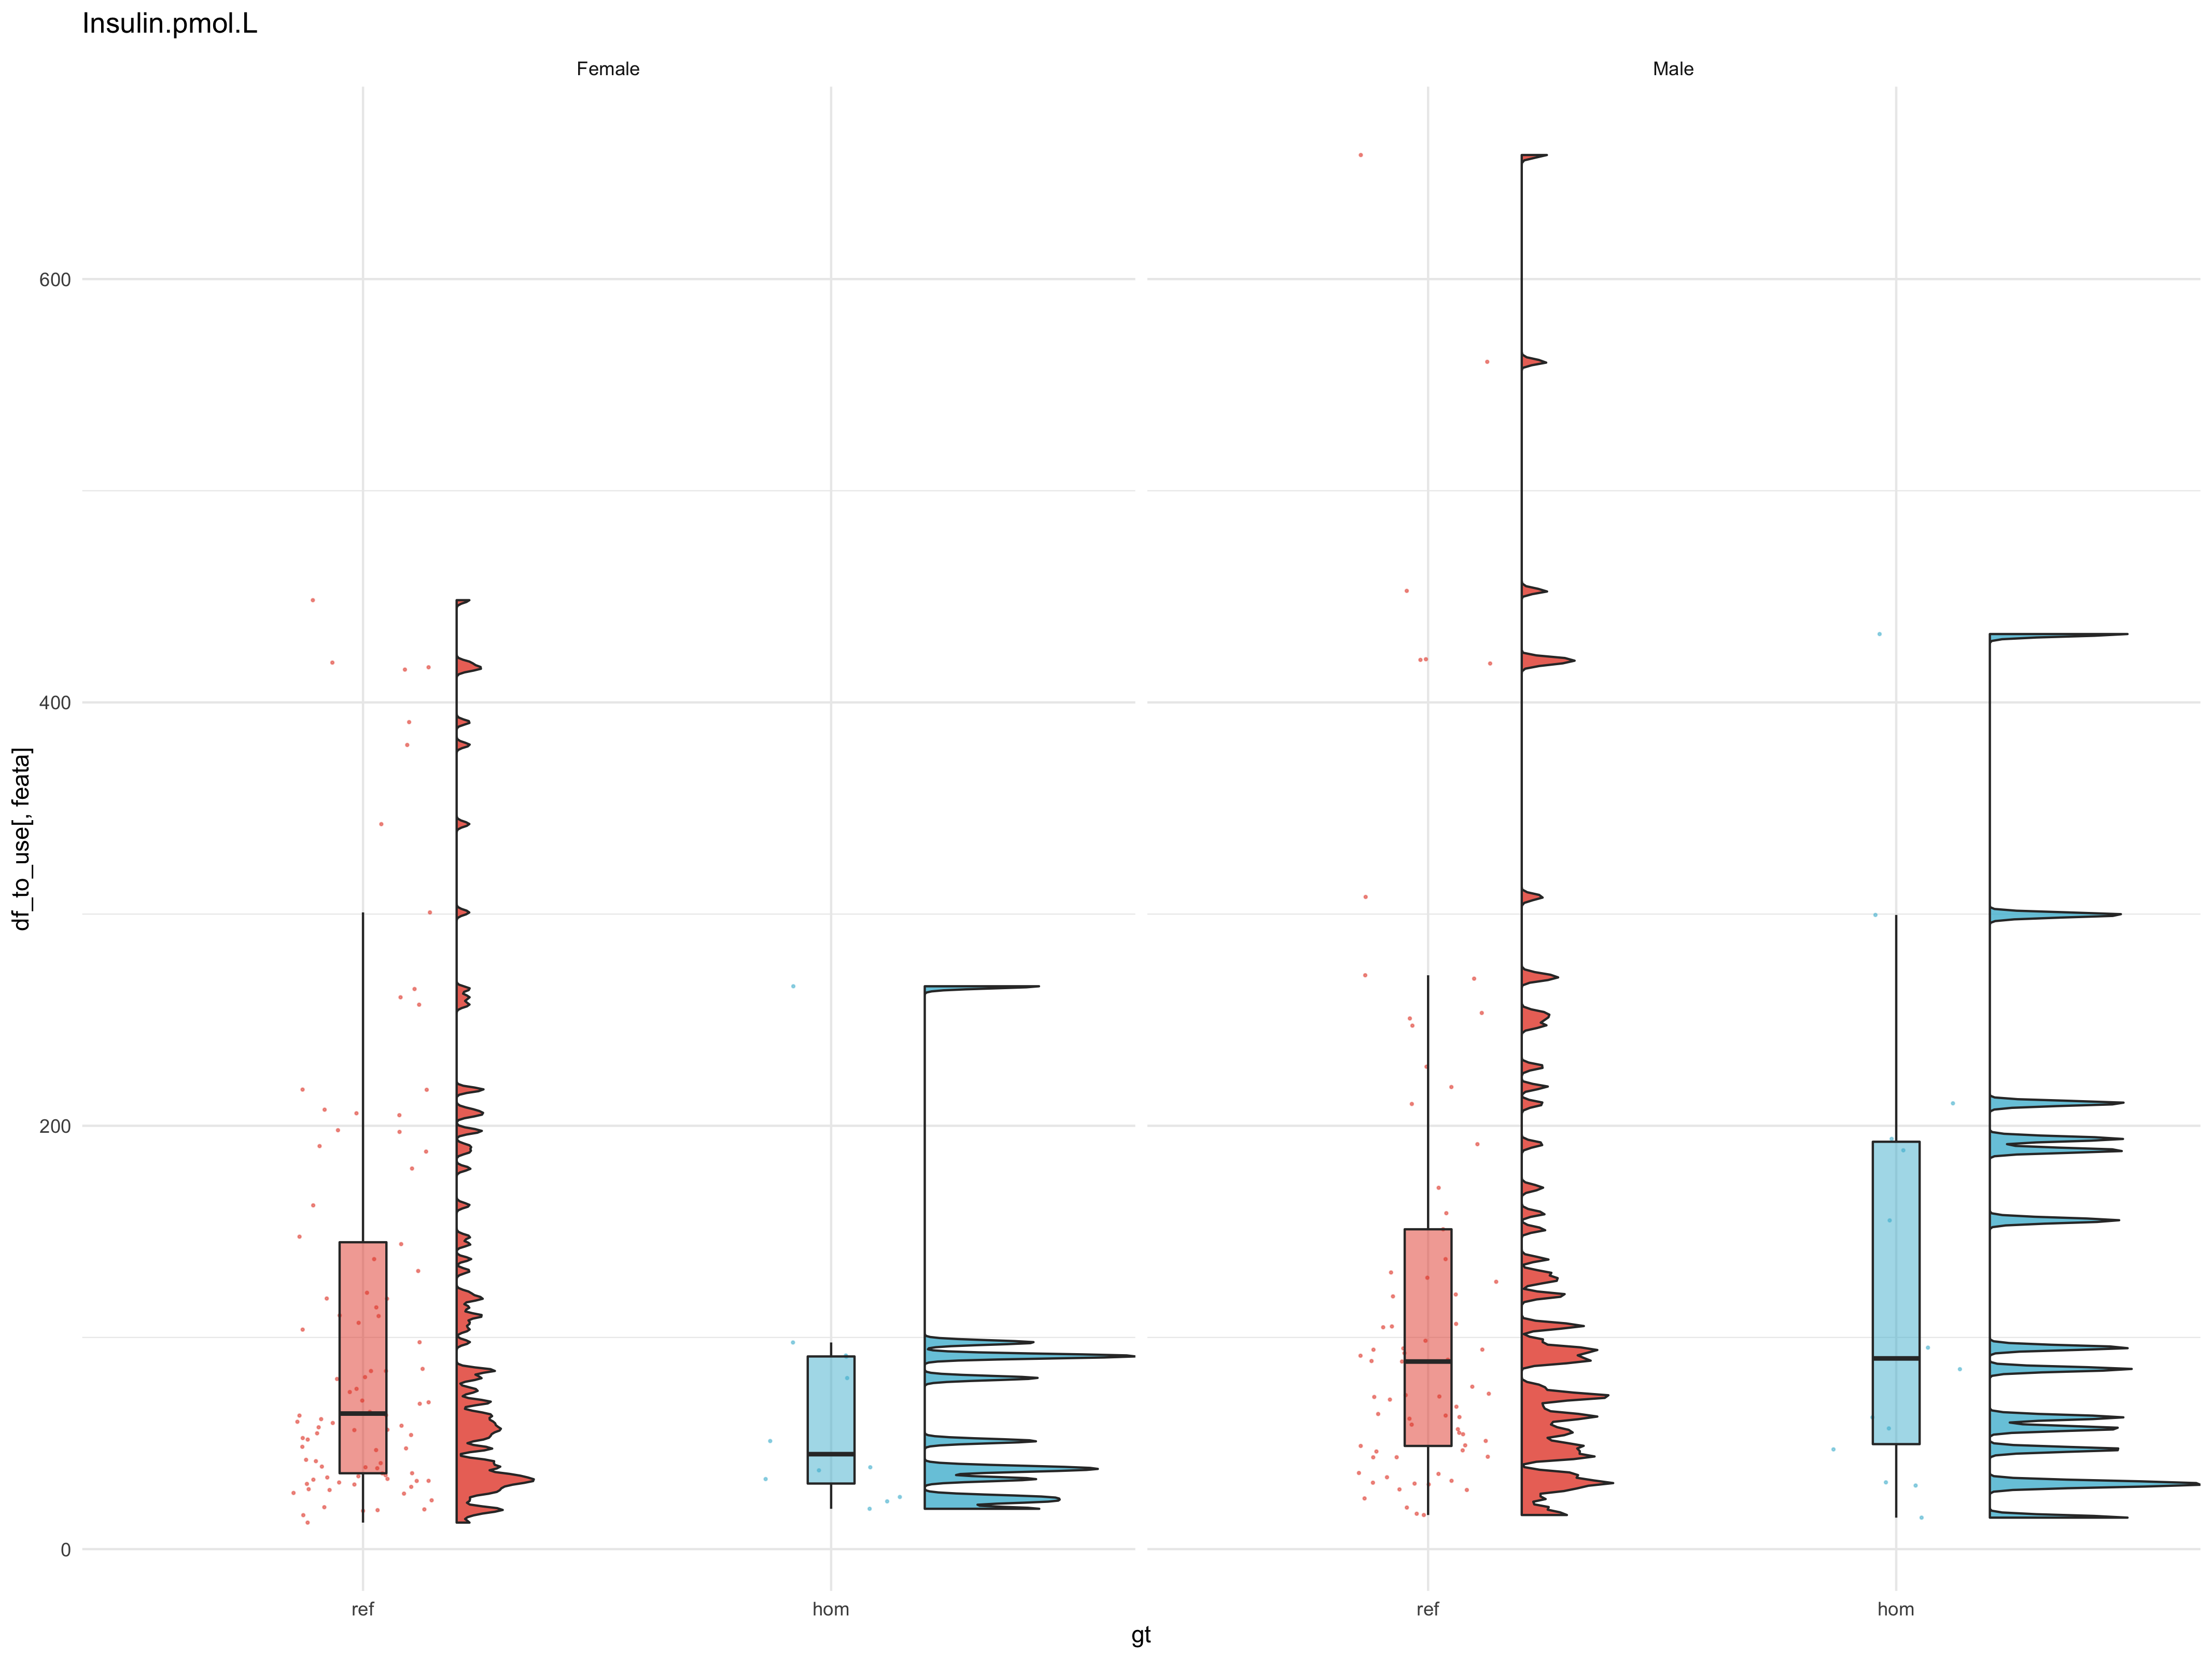 Insulin.pmol.L
Female
Male
600
400
200
0
df_to_use[, feata]
ref
hom
ref
hom
gt